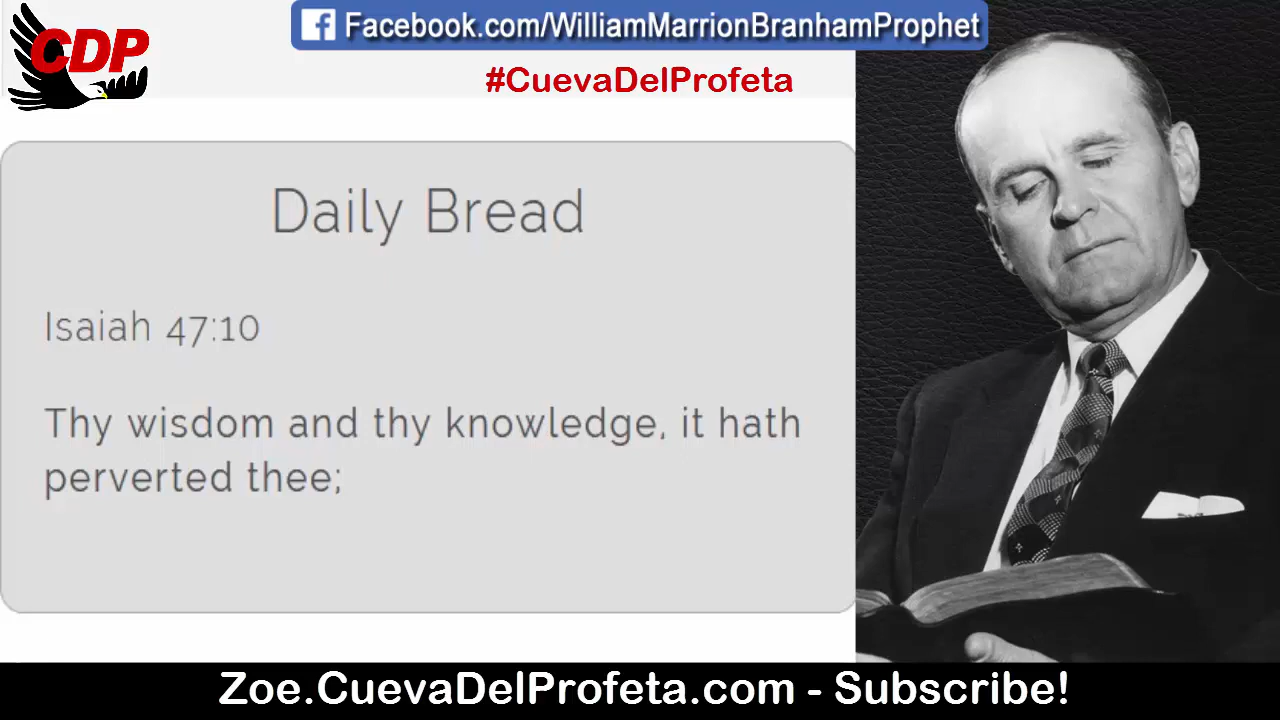 CDP
Facebook.com/WilliamMarrionBranhamProphet
#CuevaDelProfeta
Daily Bread
Isaiah 47:10
Thy wisdom and thy knowledge, it hath
perverted thee;
Zoe.CuevaDelProfeta.com - Subscribe!